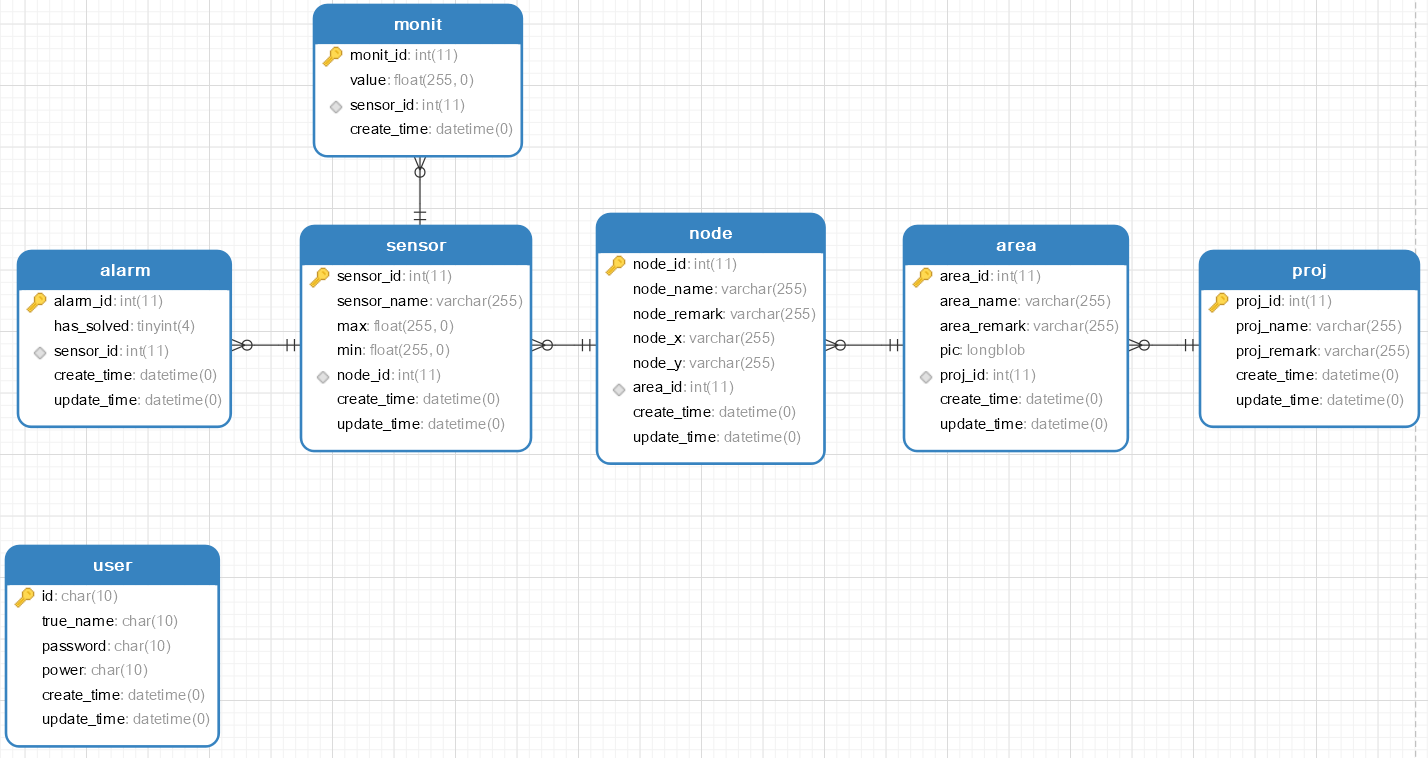 monit
monit_id: int(11)
value: float(255, 0)
sensor_id: int(11)
create_time: datetime(0)
alarm
alarm_id: int(11)
has_solved: tinyint(4)
sensor_id: int(11)
create_time: datetime(0)
update_time: datetime(0)
sensor
sensor_id: int(11)
sensor_name: varchar(255)
max: float(255, 0)
min: float(255, 0)
node_id: int(11)
create_time: datetime(0)
update_time: datetime(0)
node
node_id: int(11)
node_name: varchar(255)
node_remark: varchar(255)
node_x: varchar(255)
node_y: varchar(255)
area_id: int(11)
create_time: datetime(0)
update_time: datetime(0)
area
area_id: int(11)
area_name: varchar(255)
area_remark: varchar(255)
pic: longblob
proj_id: int(11)
create_time: datetime(0)
update_time: datetime(0)
proj
proj_id: int(11)
proj_name: varchar(255)
proj_remark: varchar(255)
create_time: datetime(0)
update_time: datetime(0)
user
id: char(10)
true_name: char(10)
password: char(10)
power: char(10)
create_time: datetime(0)
update_time: datetime(0)